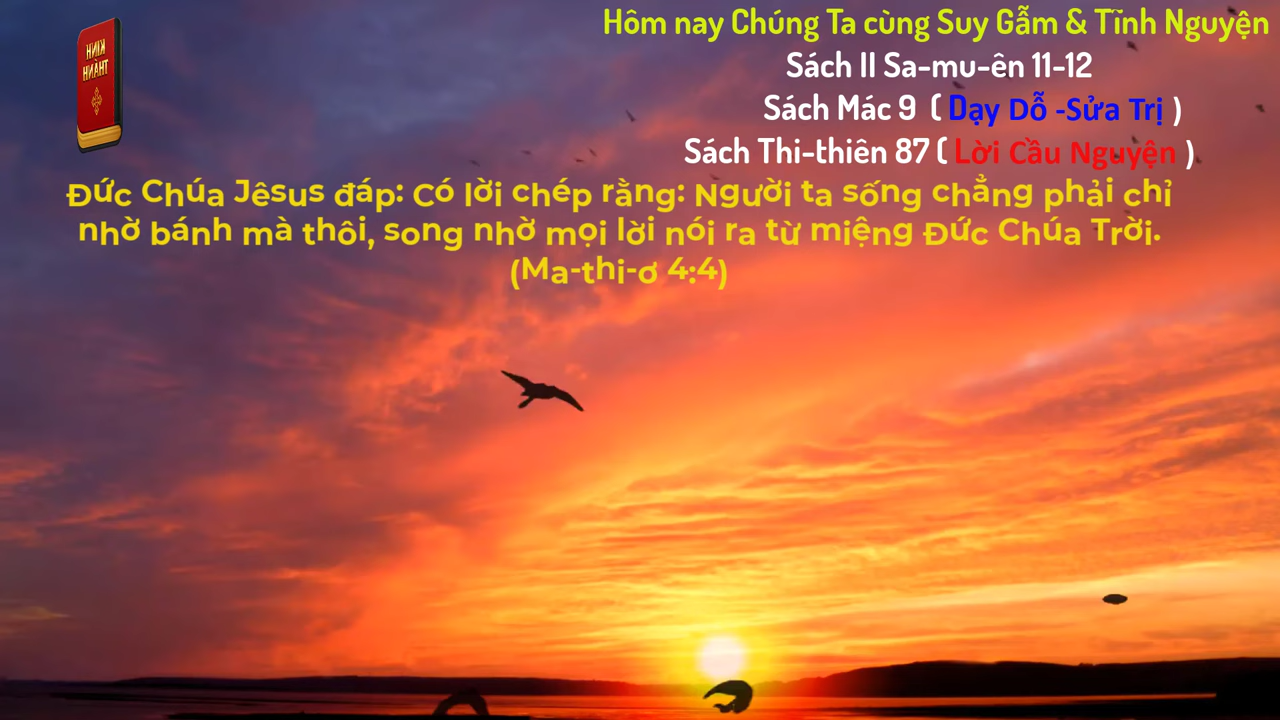 KINH
THÁNH
Hôm nay Chúng Ta cùng Suy Gẫm & Tĩnh Nguyện
Sách II Sa-mu-ên 11-12
Sách Mác 9 ( Dạy Dỗ -Sửa Trị )
Sách Thi-thiên 87 ( Lời Cầu Nguyện )
Đức Chúa Jêsus đáp: Có lời chép rằng: Người ta sống chẳng phải chỉ
nhờ bánh mà thôi, song nhờ mọi lời nói ra từ miệng Đức Chúa Trời.
(Ma-thi-ơ 4:4)